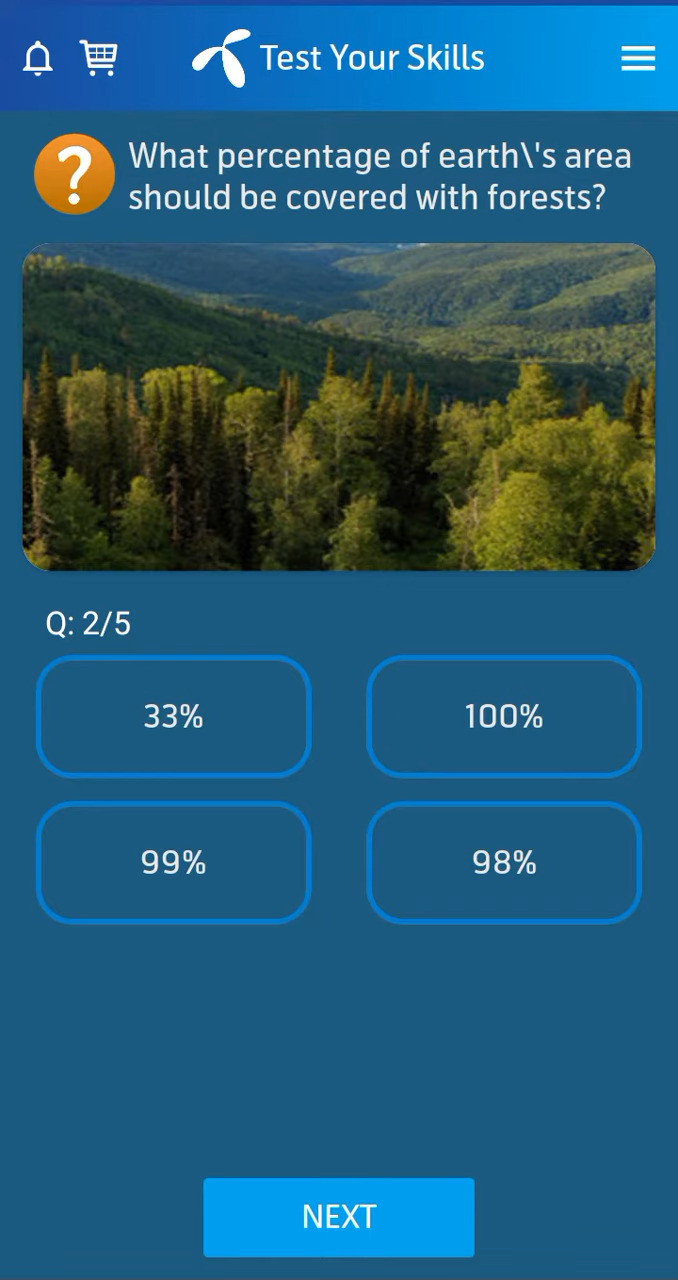 Test Your Skills
What percentage of earth\'s area
should be covered with forests?
Q: 2/5
33%
100%
99%
98%
NEXT